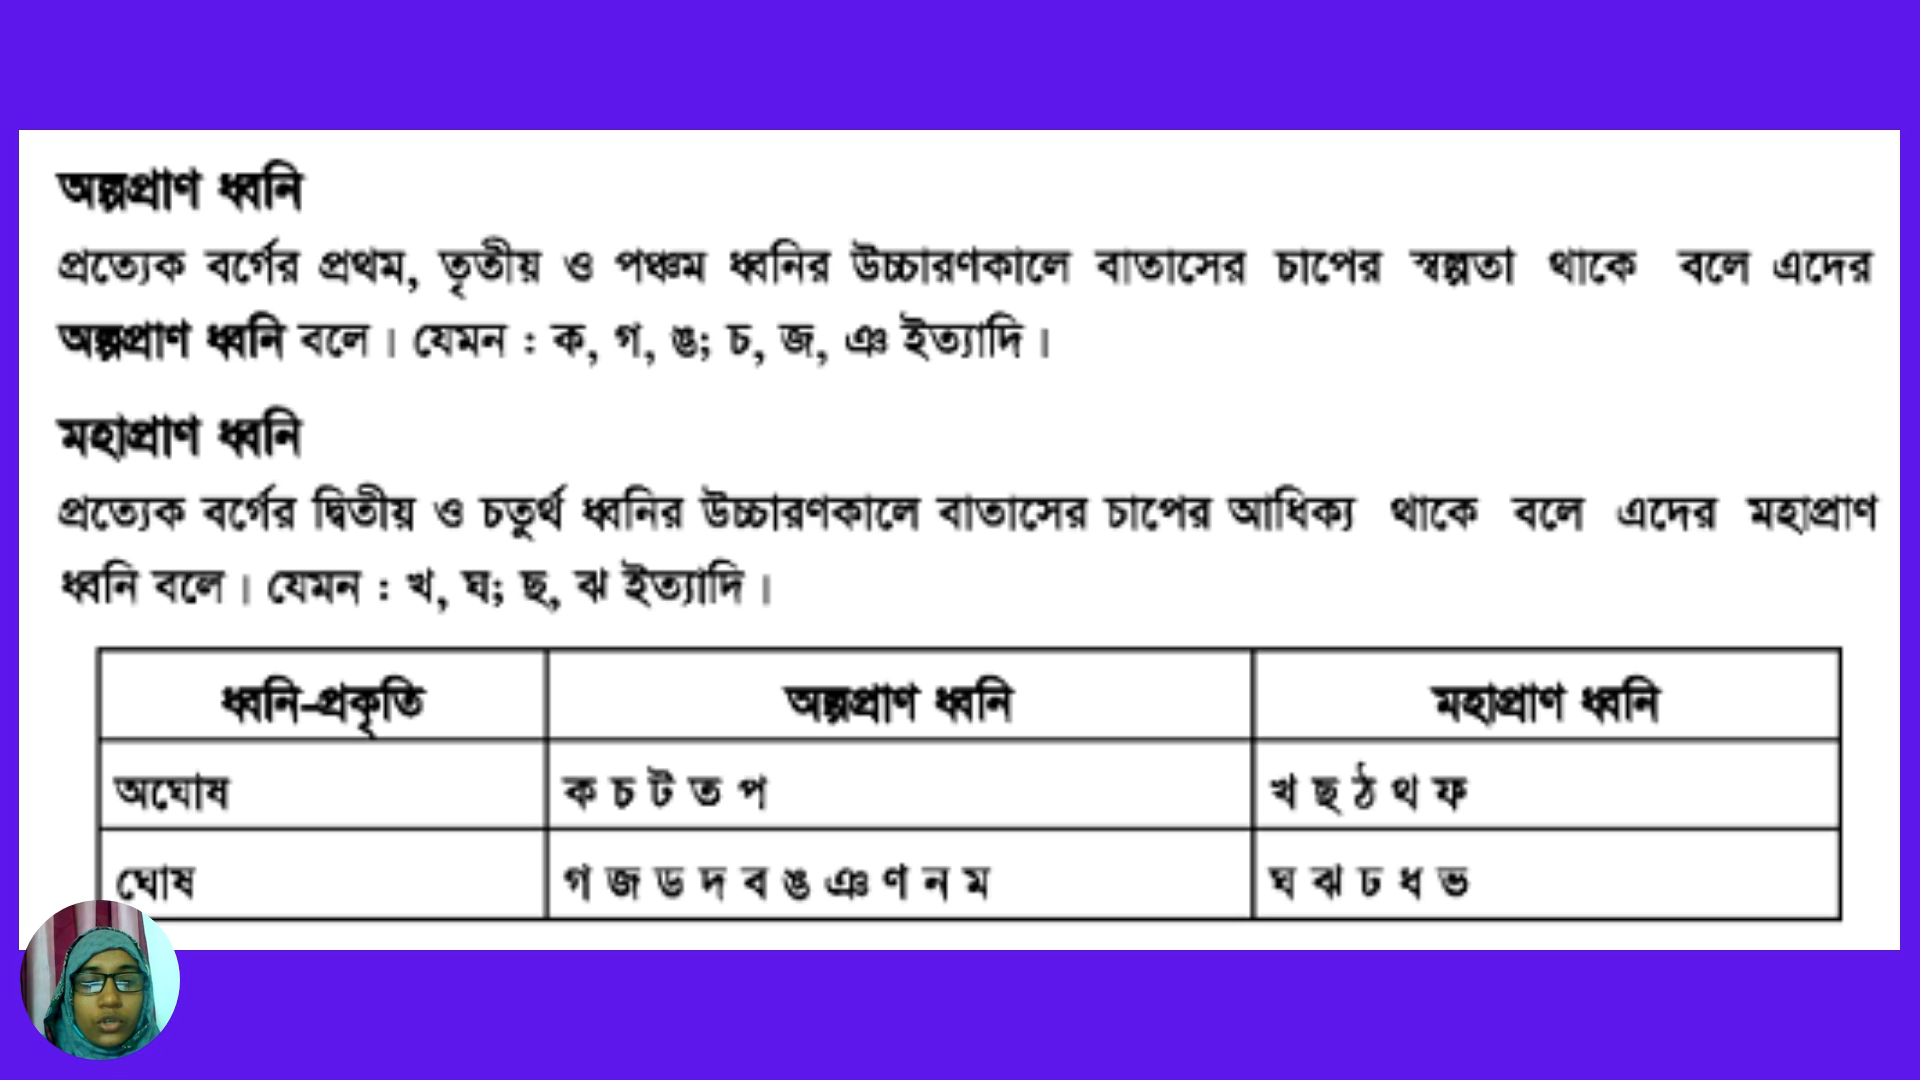 অল্পপ্রাণ ধ্বনি
প্রত্যেক বর্গের প্রথম, তৃতীয় ও পঞ্চম ধ্বনির উচ্চারণকালে বাতাসের চাপের স্বল্পতা থাকে বলে এদের
অল্পপ্রাণ ধ্বনি বলে। যেমন : ক, গ, ঙ; চ, জ, ঞ ইত্যাদি।
মহাপ্রাণ ধ্বনি
প্রত্যেক বর্গের দ্বিতীয় ও চতুর্থ ধ্বনির উচ্চারণকালে বাতাসের চাপের আধিক্য থাকে বলে এদের মহাপ্রাণ
ধ্বনি বলে। যেমন : খ, ঘ; ছ, ঝ ইত্যাদি।
ধ্বনি-প্রকৃতি অল্পপ্রাণ ধ্বনি মহাপ্রাণ ধ্বনি
অঘোষ ক চ ট ত প খ ছ ঠ থ ফ
ঘোষ গ জ ড দ ব ঙ ঞ ণ ন ম ঘ ঝ ঢ ধ ভ